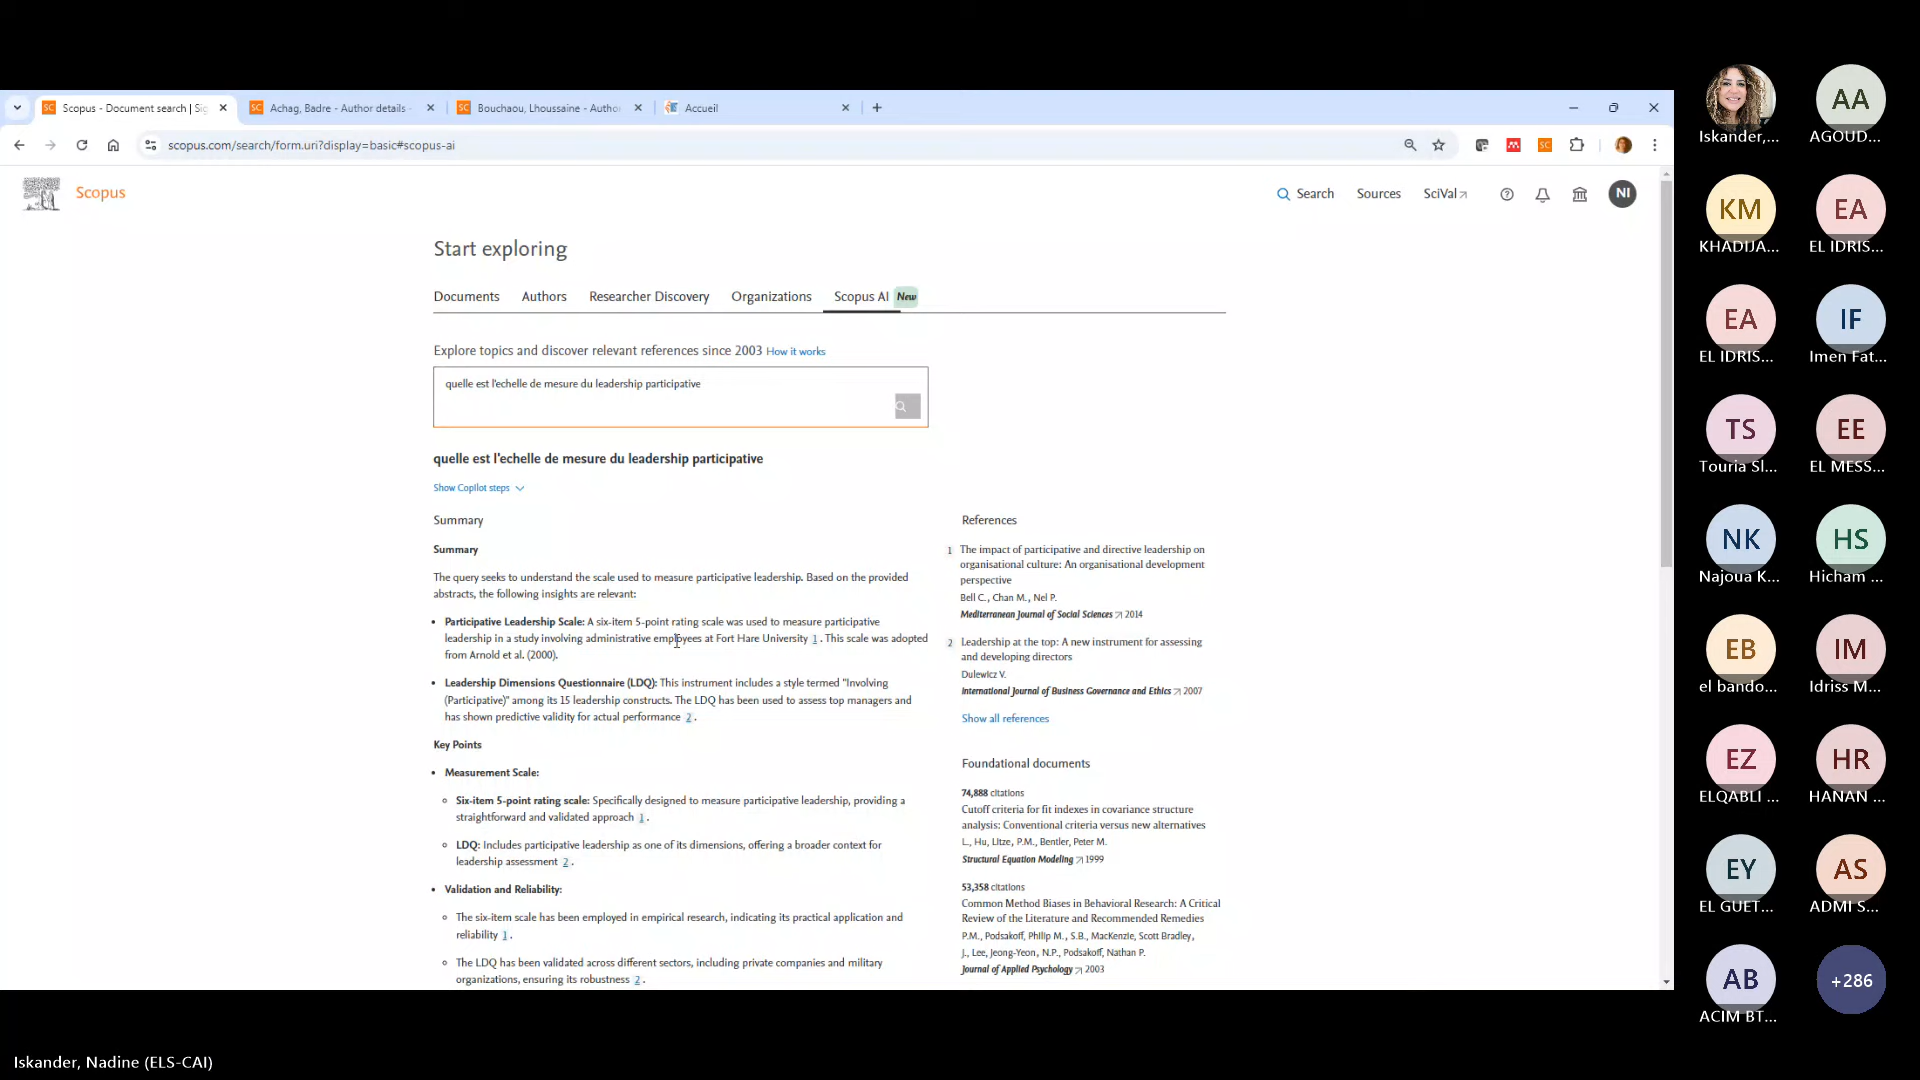 Scopus - Document search | Sig
Achag, Badre - Author details -
Bouchaou, Lhoussaine - Autho
Accueil
scopus.com/search/form.uri?display=basic#scopus-ai
Scopus
Search
Sources
SciVal
NI
Start exploring
Documents
Authors
Researcher Discovery
Organizations
Scopus AI
New
Explore topics and discover relevant references since 2003 How it works
quelle est l'echelle de mesure du leadership participative
quelle est l'echelle de mesure du leadership participative
Show Copilot steps
Summary
Summary
The query seeks to understand the scale used to measure participative leadership. Based on the provided
abstracts, the following insights are relevant:
• Participative Leadership Scale: A six-item 5-point rating scale was used to measure participative
leadership in a study involving administrative employees at Fort Hare University 1 . This scale was adopted
from Arnold et al. (2000).
• Leadership Dimensions Questionnaire (LDQ): This instrument includes a style termed "Involving
(Participative)" among its 15 leadership constructs. The LDQ has been used to assess top managers and
has shown predictive validity for actual performance 2 .
Key Points
• Measurement Scale:
Six-item 5-point rating scale: Specifically designed to measure participative leadership, providing a
straightforward and validated approach 1 .
LDQ: Includes participative leadership as one of its dimensions, offering a broader context for
leadership assessment 2 .
• Validation and Reliability:
The six-item scale has been employed in empirical research, indicating its practical application and
reliability 1 .
The LDQ has been validated across different sectors, including private companies and military
organizations, ensuring its robustness 2 .
References
1 The impact of participative and directive leadership on
organisational culture: An organisational development
perspective
Bell C., Chan M., Nel P.
Mediterranean Journal of Social Sciences 2014
2 Leadership at the top: A new instrument for assessing
and developing directors
Dulewicz V.
International Journal of Business Governance and Ethics 2007
Show all references
Foundational documents
74,888 citations
Cutoff criteria for fit indexes in covariance structure
analysis: Conventional criteria versus new alternatives
L., Hu, Litze, P.M., Bentler, Peter M.
Structural Equation Modeling 1999
53,358 citations
Common Method Biases in Behavioral Research: A Critical
Review of the Literature and Recommended Remedies
P.M., Podsakoff, Philip M., S.B., MacKenzie, Scott Bradley,
J., Lee, Jeong-Yeon, N.P., Podsakoff, Nathan P.
Journal of Applied Psychology 2003
Iskander,...
AA
AGOUD...
KM
KHADIJA...
EA
EL IDRIS...
EA
EL IDRIS...
IF
Imen Fat...
TS
Touria Sl...
EE
EL MESS...
NK
Najoua K...
HS
Hicham ...
EB
el bando...
IM
Idriss M...
EZ
ELQABLI ...
HR
HANAN ...
EY
EL GUET...
AS
ADMI S...
AB
ACIM BT...
+286
Iskander, Nadine (ELS-CAI)